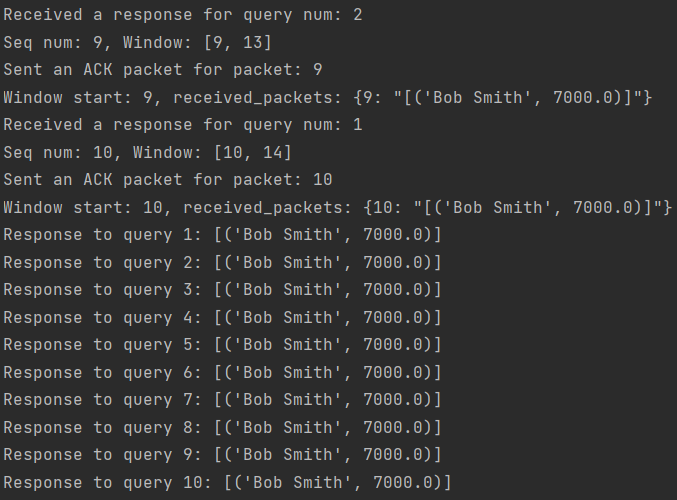 Received a response for query num: 2
Seq num: 9, Window: [9, 13]
Sent an ACK packet for packet: 9
Window start: 9, received_packets: {9: "[('Bob Smith', 7000.0)]"}
Received a response for query num: 1
Seq num: 10, Window: [10, 14]
Sent an ACK packet for packet: 10
Window start: 10, received_packets: {10: "[('Bob Smith', 7000.0)]"}
Response to query 1: [('Bob Smith', 7000.0)]
Response to query 2: [('Bob Smith', 7000.0)]
Response to query 3: [('Bob Smith', 7000.0)]
Response to query 4: [('Bob Smith', 7000.0)]
Response to query 5: [('Bob Smith', 7000.0)]
Response to query 6: [('Bob Smith', 7000.0)]
Response to query 7: [('Bob Smith', 7000.0)]
Response to query 8: [('Bob Smith', 7000.0)]
Response to query 9: [('Bob Smith', 7000.0)]
Response to query 10: [('Bob Smith', 7000.0)]